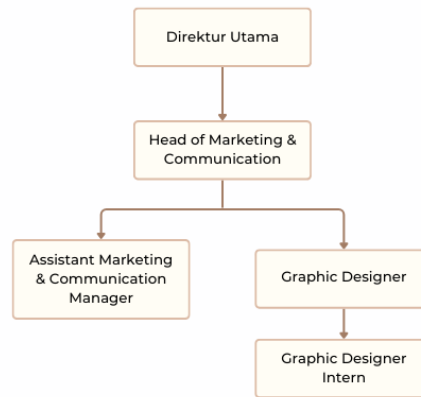 Direktur Utama
Head of Marketing &
Communication
Assistant Marketing
& Communication
Manager
Graphic Designer
Graphic Designer
Intern